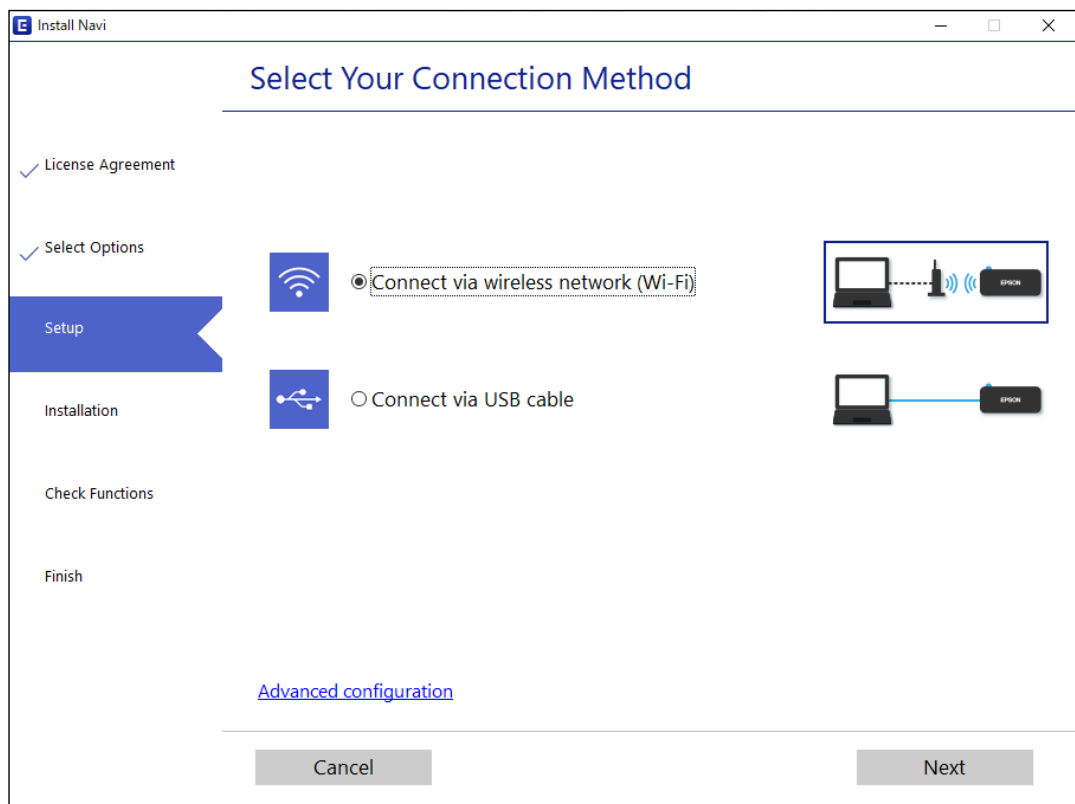 Install Navi
Select Your Connection Method
License Agreement
Select Options
Setup
Installation
Check Functions
Finish
Connect via wireless network (Wi-Fi)
EPSON
Connect via USB cable
EPSON
Advanced configuration
Cancel
Next